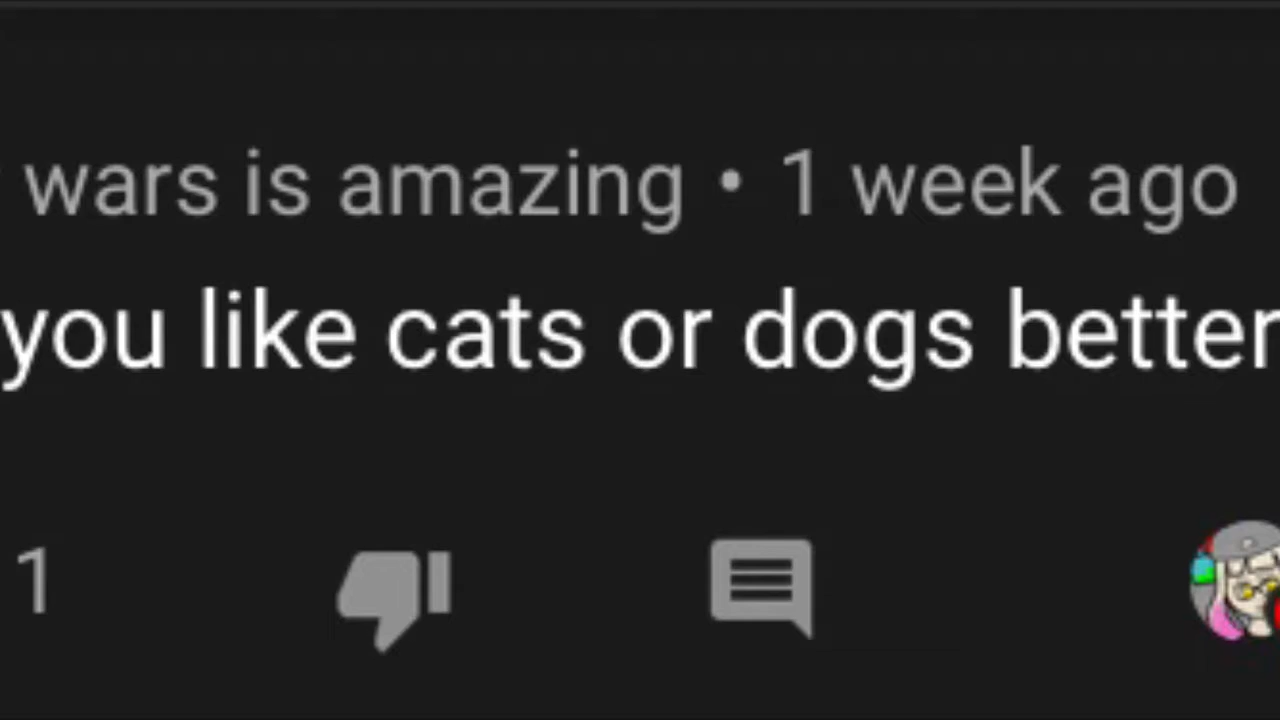 wars is amazing • 1 week ago
you like cats or dogs better
1